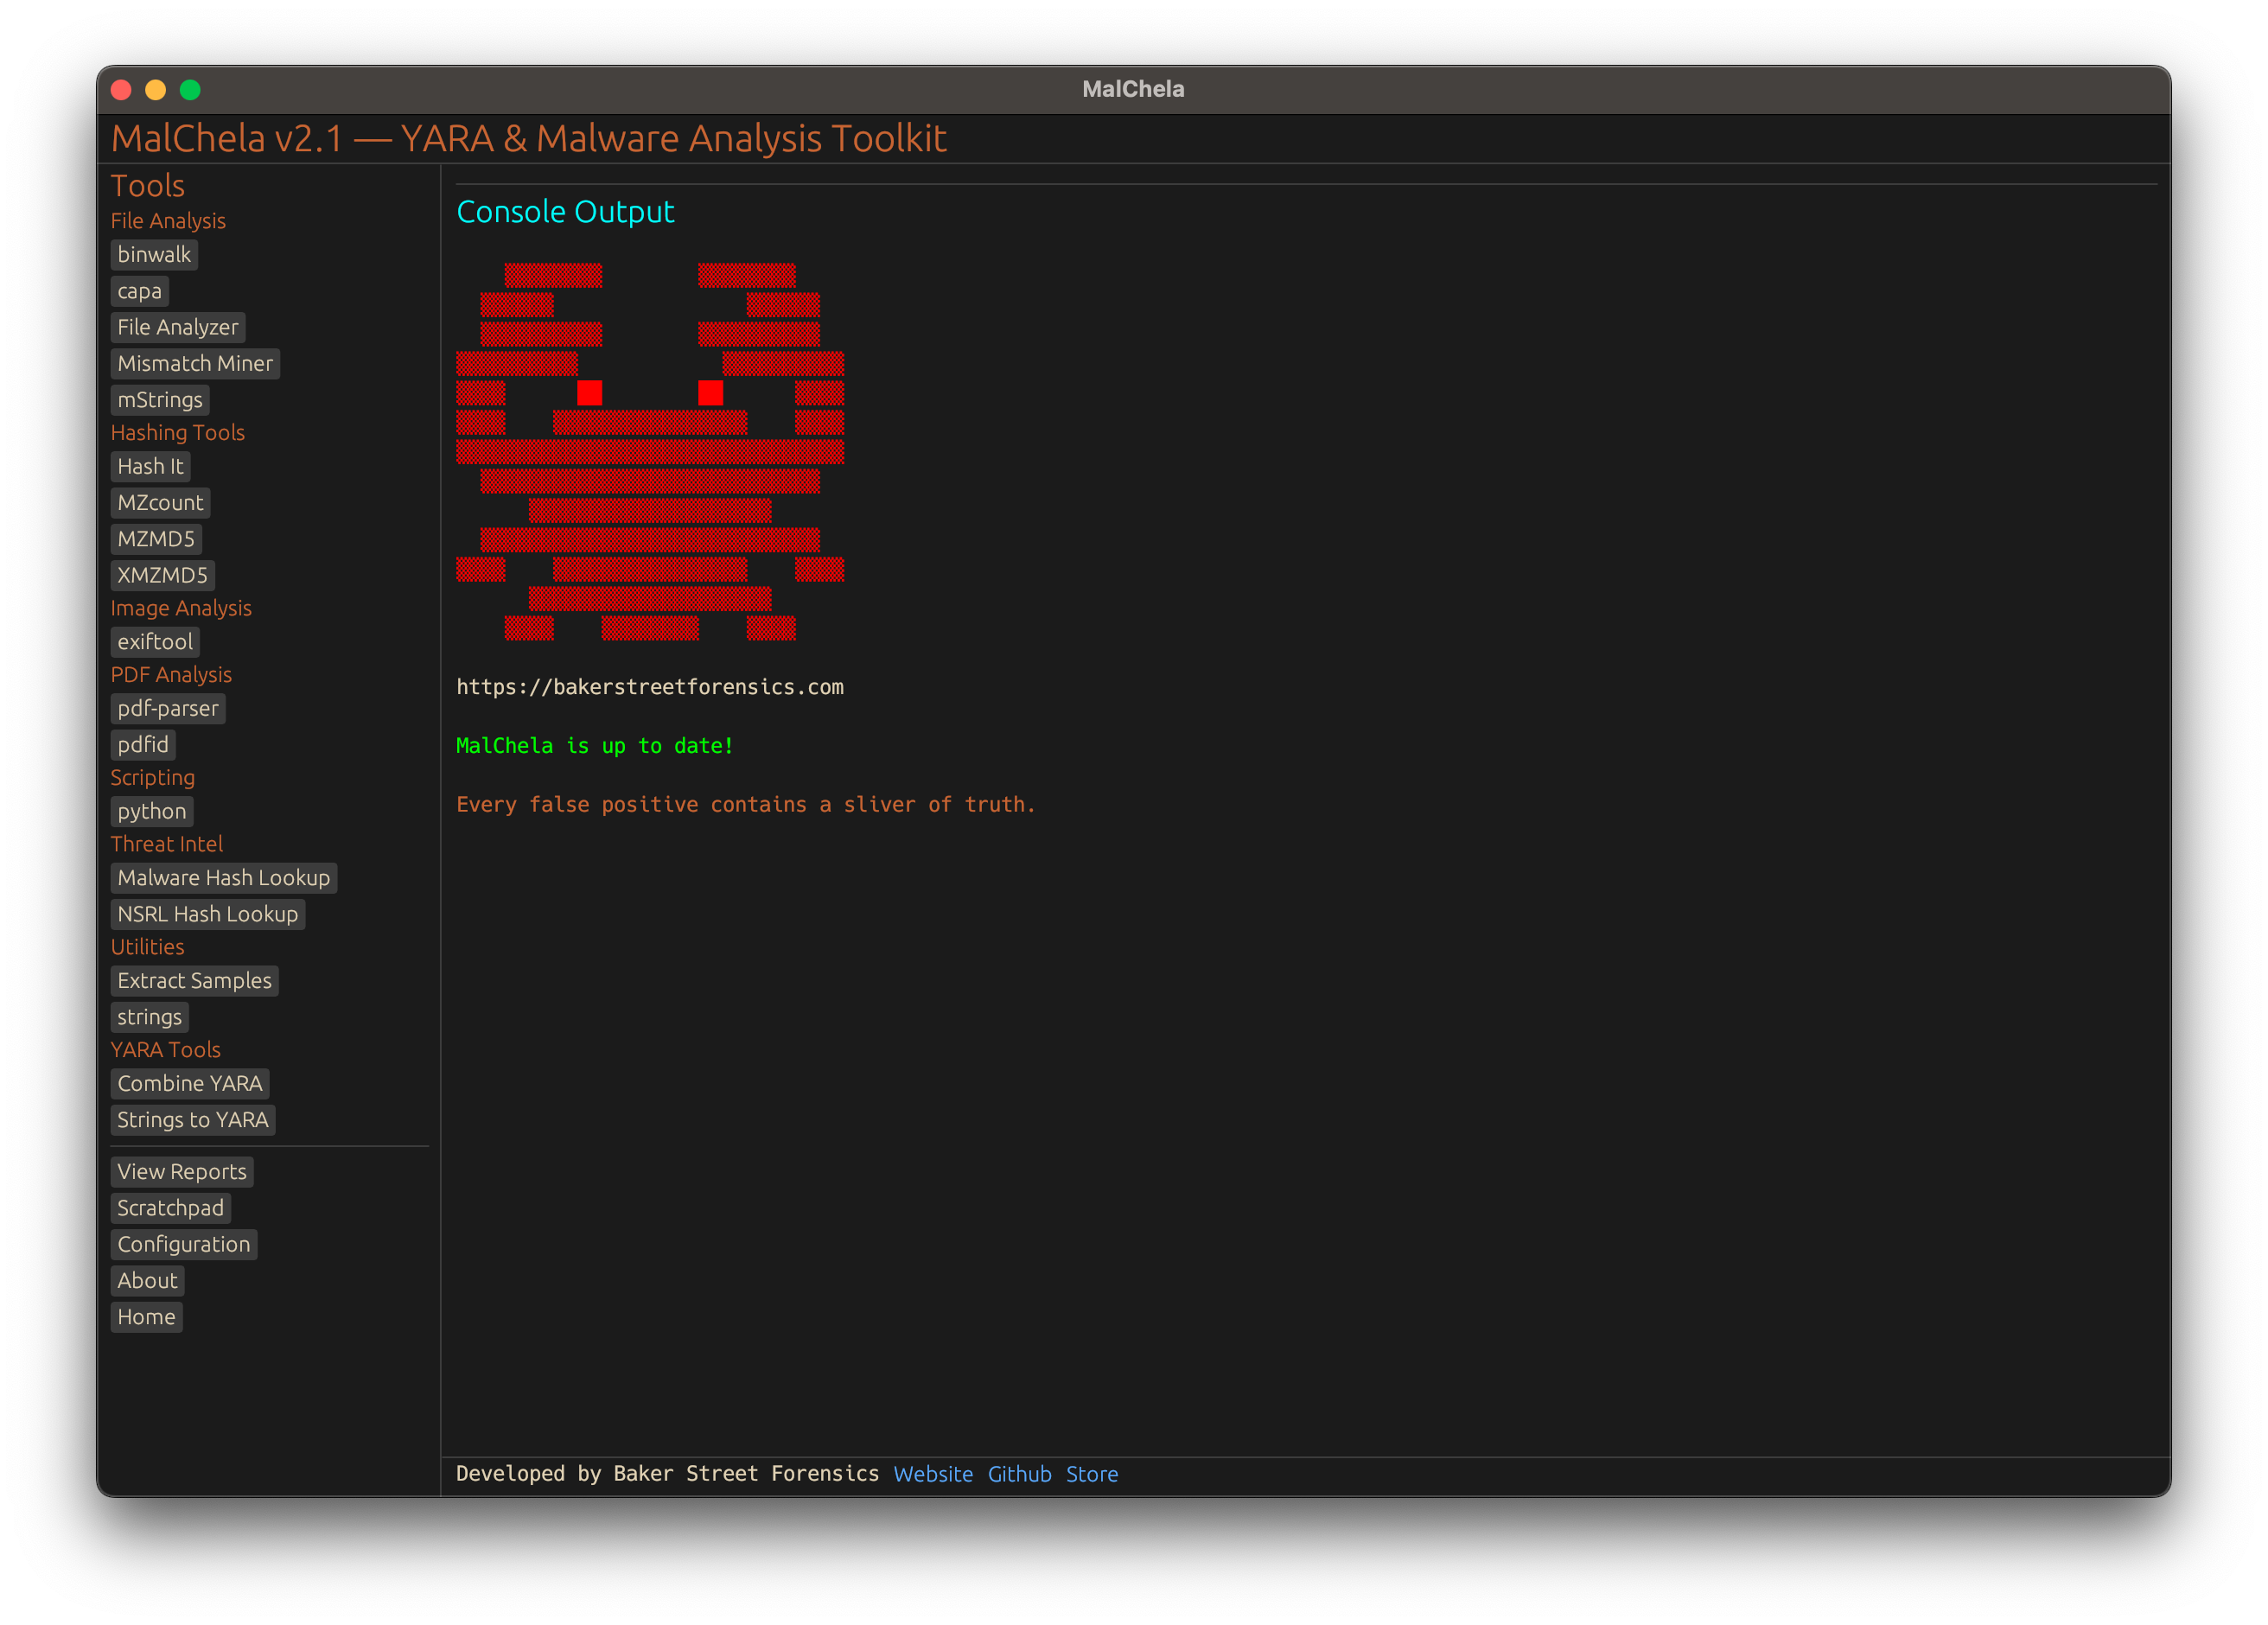 MalChela
MalChela v2.1 — YARA & Malware Analysis Toolkit
Tools
File Analysis
binwalk
capa
File Analyzer
Mismatch Miner
mStrings
Hashing Tools
Hash It
MZcount
MZMD5
XMZMD5
Image Analysis
exiftool
PDF Analysis
pdf-parser
pdfid
Scripting
python
Threat Intel
Malware Hash Lookup
NSRL Hash Lookup
Utilities
Extract Samples
strings
YARA Tools
Combine YARA
Strings to YARA
View Reports
Scratchpad
Configuration
About
Home
Console Output
https://bakerstreetforensics.com
MalChela is up to date!
Every false positive contains a sliver of truth.
Developed by Baker Street Forensics Website Github Store